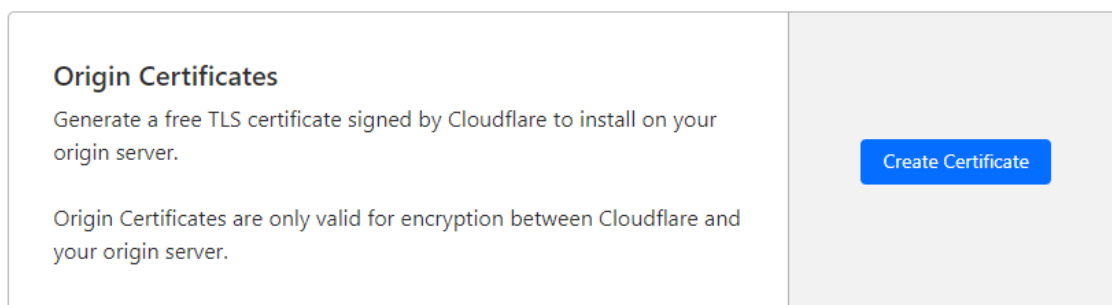 Origin Certificates
Generate a free TLS certificate signed by Cloudflare to install on your
origin server.
Create Certificate
Origin Certificates are only valid for encryption between Cloudflare and
your origin server.